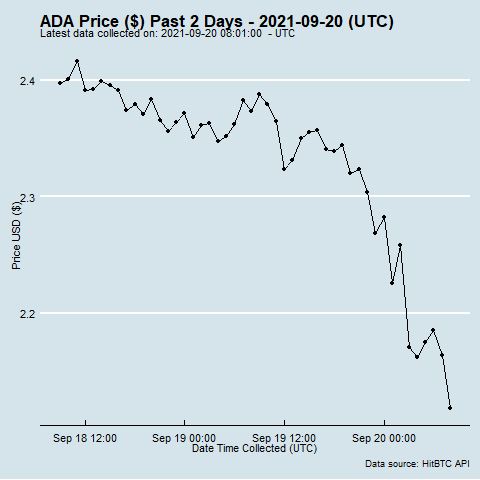 ADA Price ($) Past 2 Days - 2021-09-20 (UTC)
Latest data collected on: 2021-09-20 08:01:00  - UTC
2.4
2.3
2.2
Price USD ($)
Sep 18 12:00
Sep 19 00:00
Sep 19 12:00
Sep 20 00:00
Date Time Collected (UTC)
Data source: HitBTC API